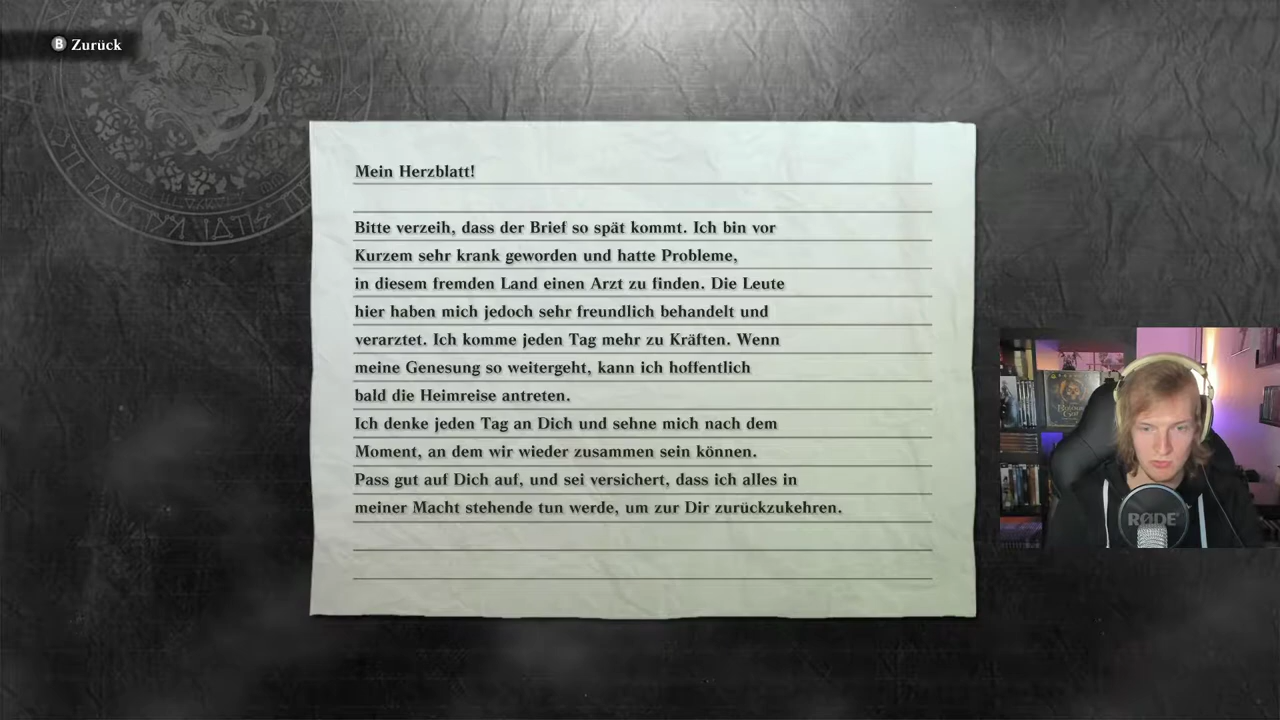 B Zurück
Mein Herzblatt!
Bitte verzeih, dass der Brief so spät kommt. Ich bin vor
Kurzem sehr krank geworden und hatte Probleme,
in diesem fremden Land einen Arzt zu finden. Die Leute
hier haben mich jedoch sehr freundlich behandelt und
verarztet. Ich komme jeden Tag mehr zu Kräften. Wenn
meine Genesung so weitergeht, kann ich hoffentlich
bald die Heimreise antreten.
Ich denke jeden Tag an Dich und sehne mich nach dem
Moment, an dem wir wieder zusammen sein können.
Pass gut auf Dich auf, und sei versichert, dass ich alles in
meiner Macht stehende tun werde, um zur Dir zurückzukehren.
RØDE